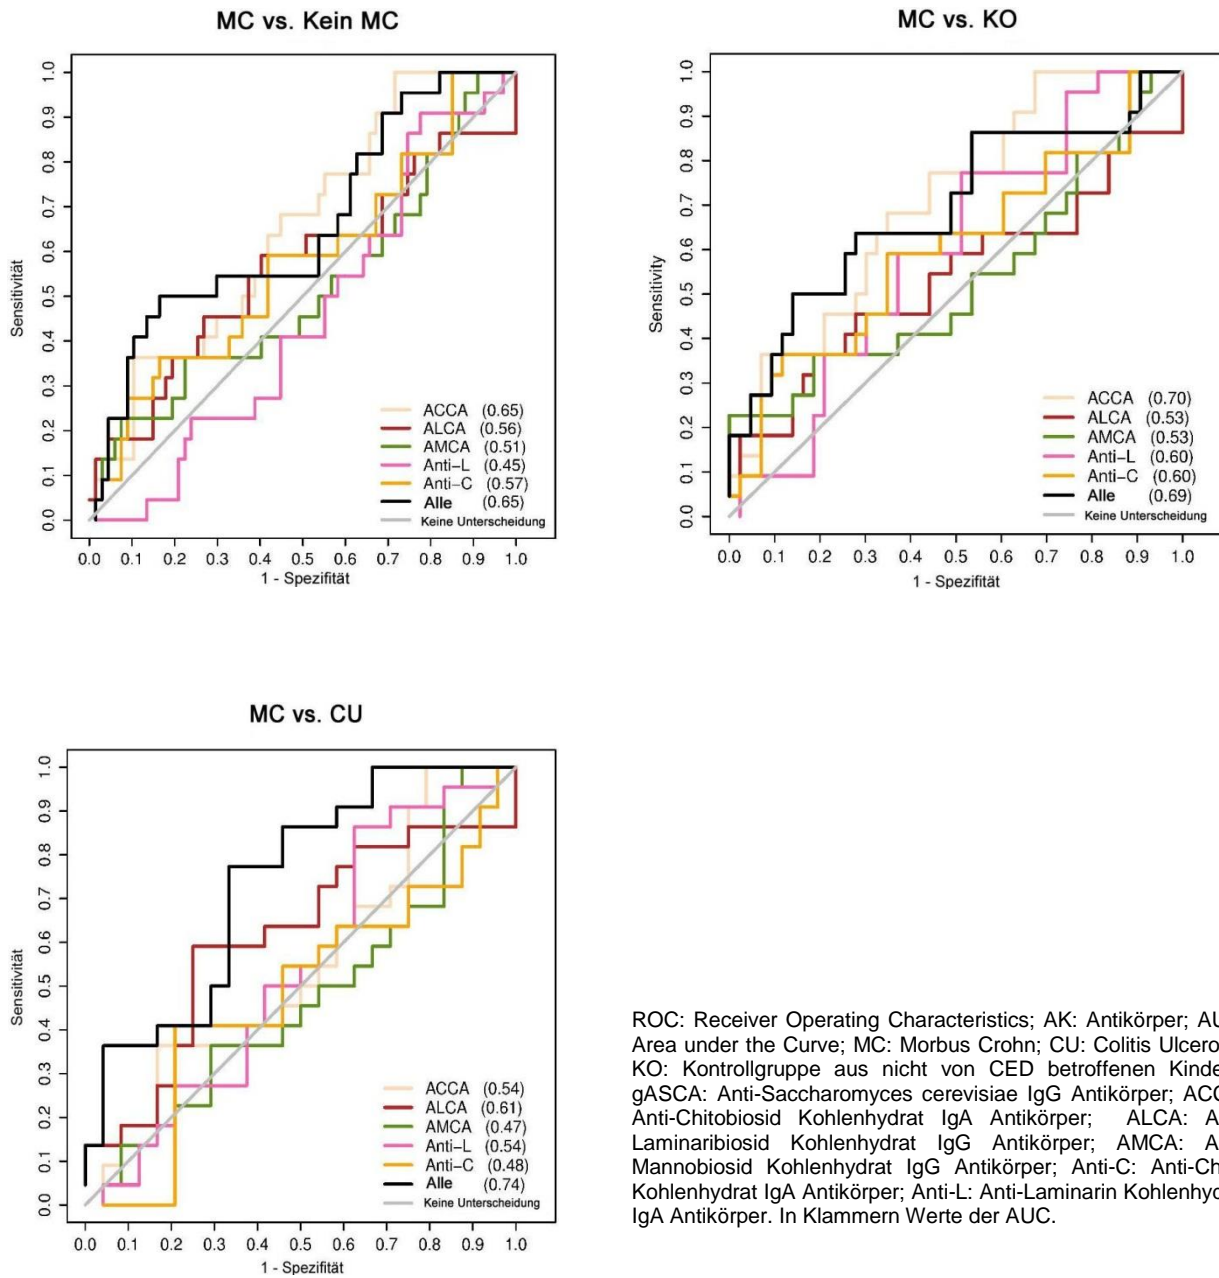 MC vs. Kein MC
Sensitivität
1.0
0.9
0.8
0.7
0.6
0.5
0.4
0.3
0.2
0.1
0.0
ACCA (0.65)
ALCA (0.56)
AMCA (0.51)
Anti-L (0.45)
Anti-C (0.57)
Alle (0.65)
Keine Unterscheidung
0.0 0.1 0.2 0.3 0.4 0.5 0.6 0.7 0.8 0.9 1.0
1 - Spezifität
MC vs. KO
Sensitivity
1.0
0.9
0.8
0.7
0.6
0.5
0.4
0.3
0.2
0.1
0.0
ACCA (0.70)
ALCA (0.53)
AMCA (0.53)
Anti-L (0.60)
Anti-C (0.60)
Alle (0.69)
Keine Unterscheidung
0.0 0.1 0.2 0.3 0.4 0.5 0.6 0.7 0.8 0.9 1.0
1 - Spezifität
MC vs. CU
Sensitivität
1.0
0.9
0.8
0.7
0.6
0.5
0.4
0.3
0.2
0.1
0.0
ACCA (0.54)
ALCA (0.61)
AMCA (0.47)
Anti-L (0.54)
Anti-C (0.48)
Alle (0.74)
Keine Unterscheidung
0.0 0.1 0.2 0.3 0.4 0.5 0.6 0.7 0.8 0.9 1.0
1 - Spezifität
ROC: Receiver Operating Characteristics; AK: Antikörper;
Area under the Curve; MC: Morbus Crohn; CU: Colitis
KO: Kontrollgruppe aus nicht von CED betroffenen
gASCA: Anti-Saccharomyces cerevisiae IgG Antikörper;
Anti-Chitobiosid Kohlenhydrat IgA Antikörper; ALCA:
Laminaribiosid Kohlenhydrat IgG Antikörper; AMCA:
Mannobiosid Kohlenhydrat IgG Antikörper; Anti-C:
Kohlenhydrat IgA Antikörper; Anti-L: Anti-Laminarin
IgA Antikörper. In Klammern Werte der AUC.